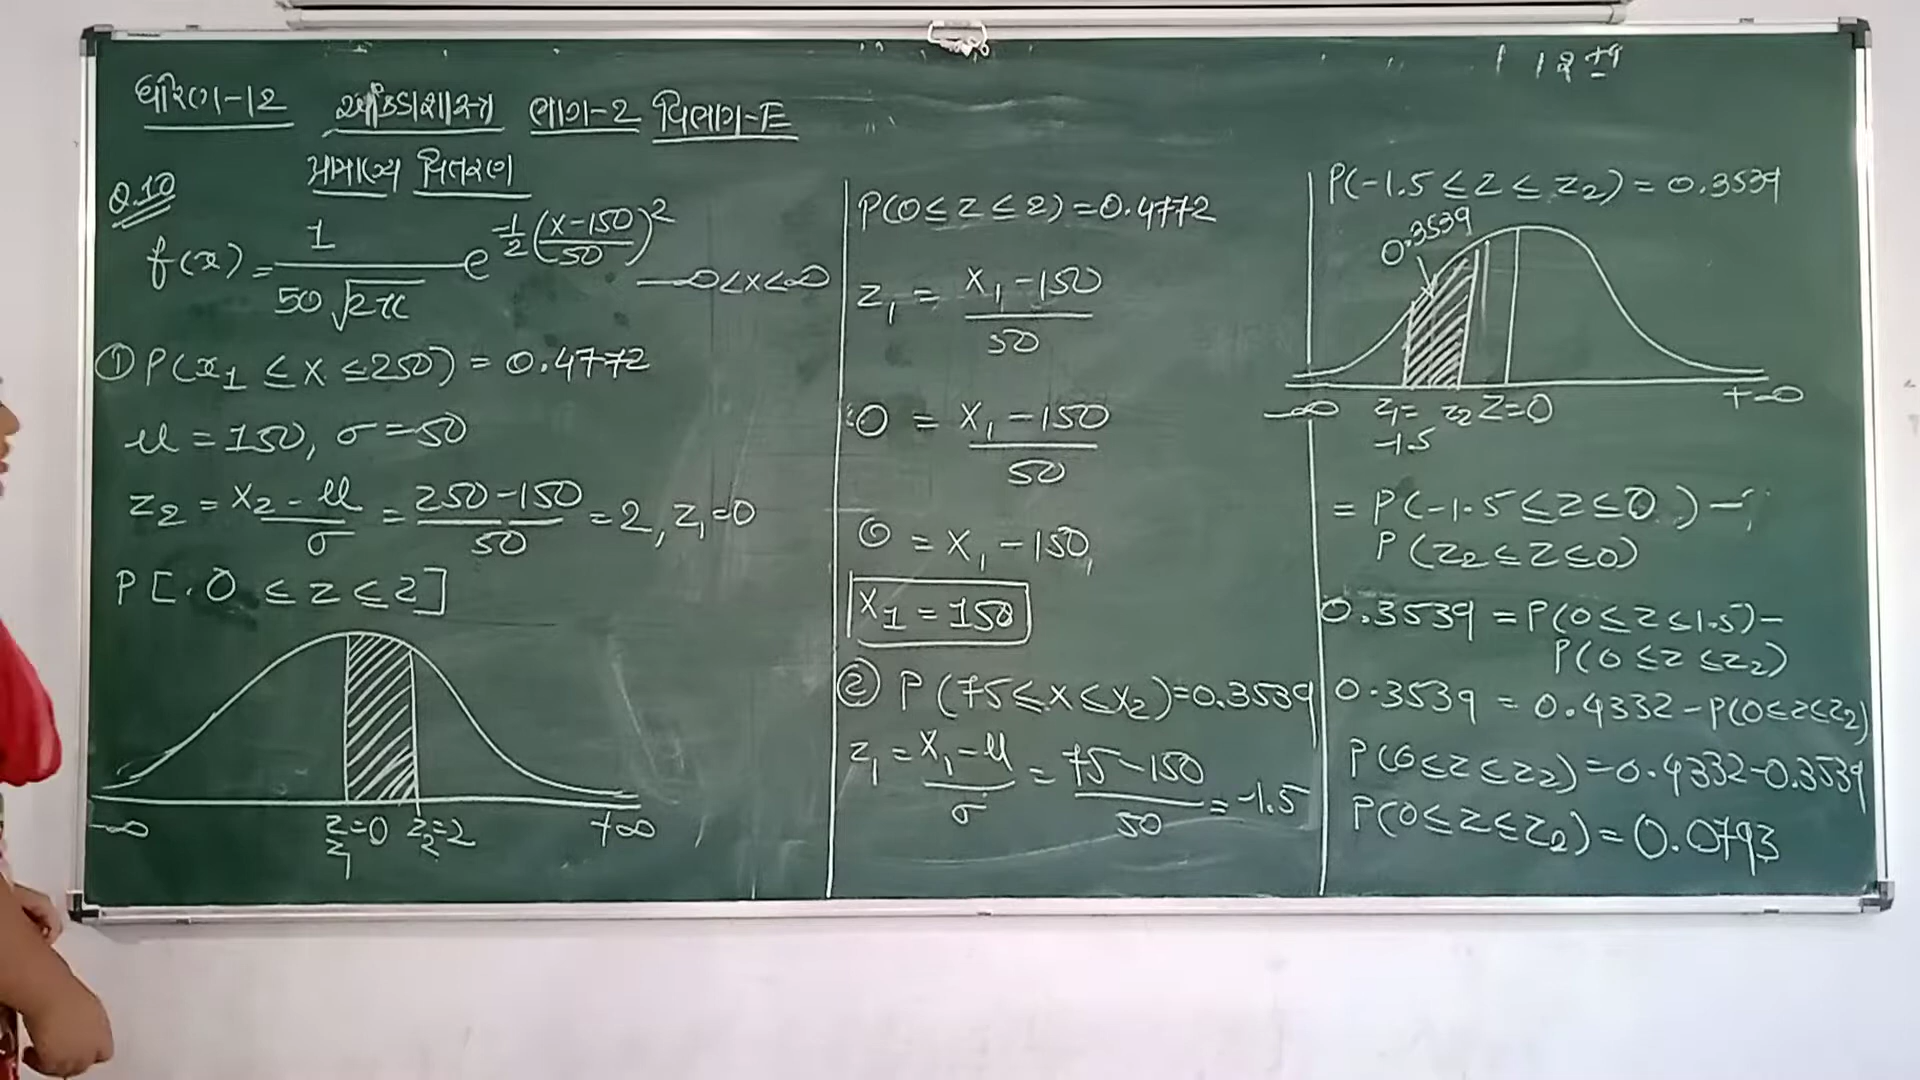 ધોરણ-12 આંકડાશાસ્ત્ર ભાગ-2 વિભાગ-E
પ્રામાણ્ય વિતરણ
Q.10
f(x) = 1/(50√2π) e^(-1/2 ((x-150)/50)^2) -∞<x<∞
① P(x1 ≤ x ≤ 250) = 0.4772
μ = 150, σ = 50
z2 = (x2 - μ)/σ = (250-150)/50 = 2, z1=0
P[ 0 ≤ z ≤ 2]
-∞ z=0 z2=2 +∞
z1
P(0 ≤ z ≤ 2) = 0.4772
z1 = (x1 - 150)/50
0 = (x1 - 150)/50
0 = x1 - 150
x1 = 150
② P(75 ≤ x ≤ x2) = 0.3539
z1 = (x1 - μ)/σ = (75-150)/50 = -1.5
P(-1.5 ≤ z ≤ z2) = 0.3539
0.3539
-∞ z1= z2 z=0 +∞
-1.5
= P(-1.5 ≤ z ≤ 0) -
P(z2 ≤ z ≤ 0)
0.3539 = P(0 ≤ z ≤ 1.5) -
P(0 ≤ z ≤ z2)
0.3539 = 0.4332 - P(0 ≤ z ≤ z2)
P(0 ≤ z ≤ z2) = 0.4332 - 0.3539
P(0 ≤ z ≤ z2) = 0.0793